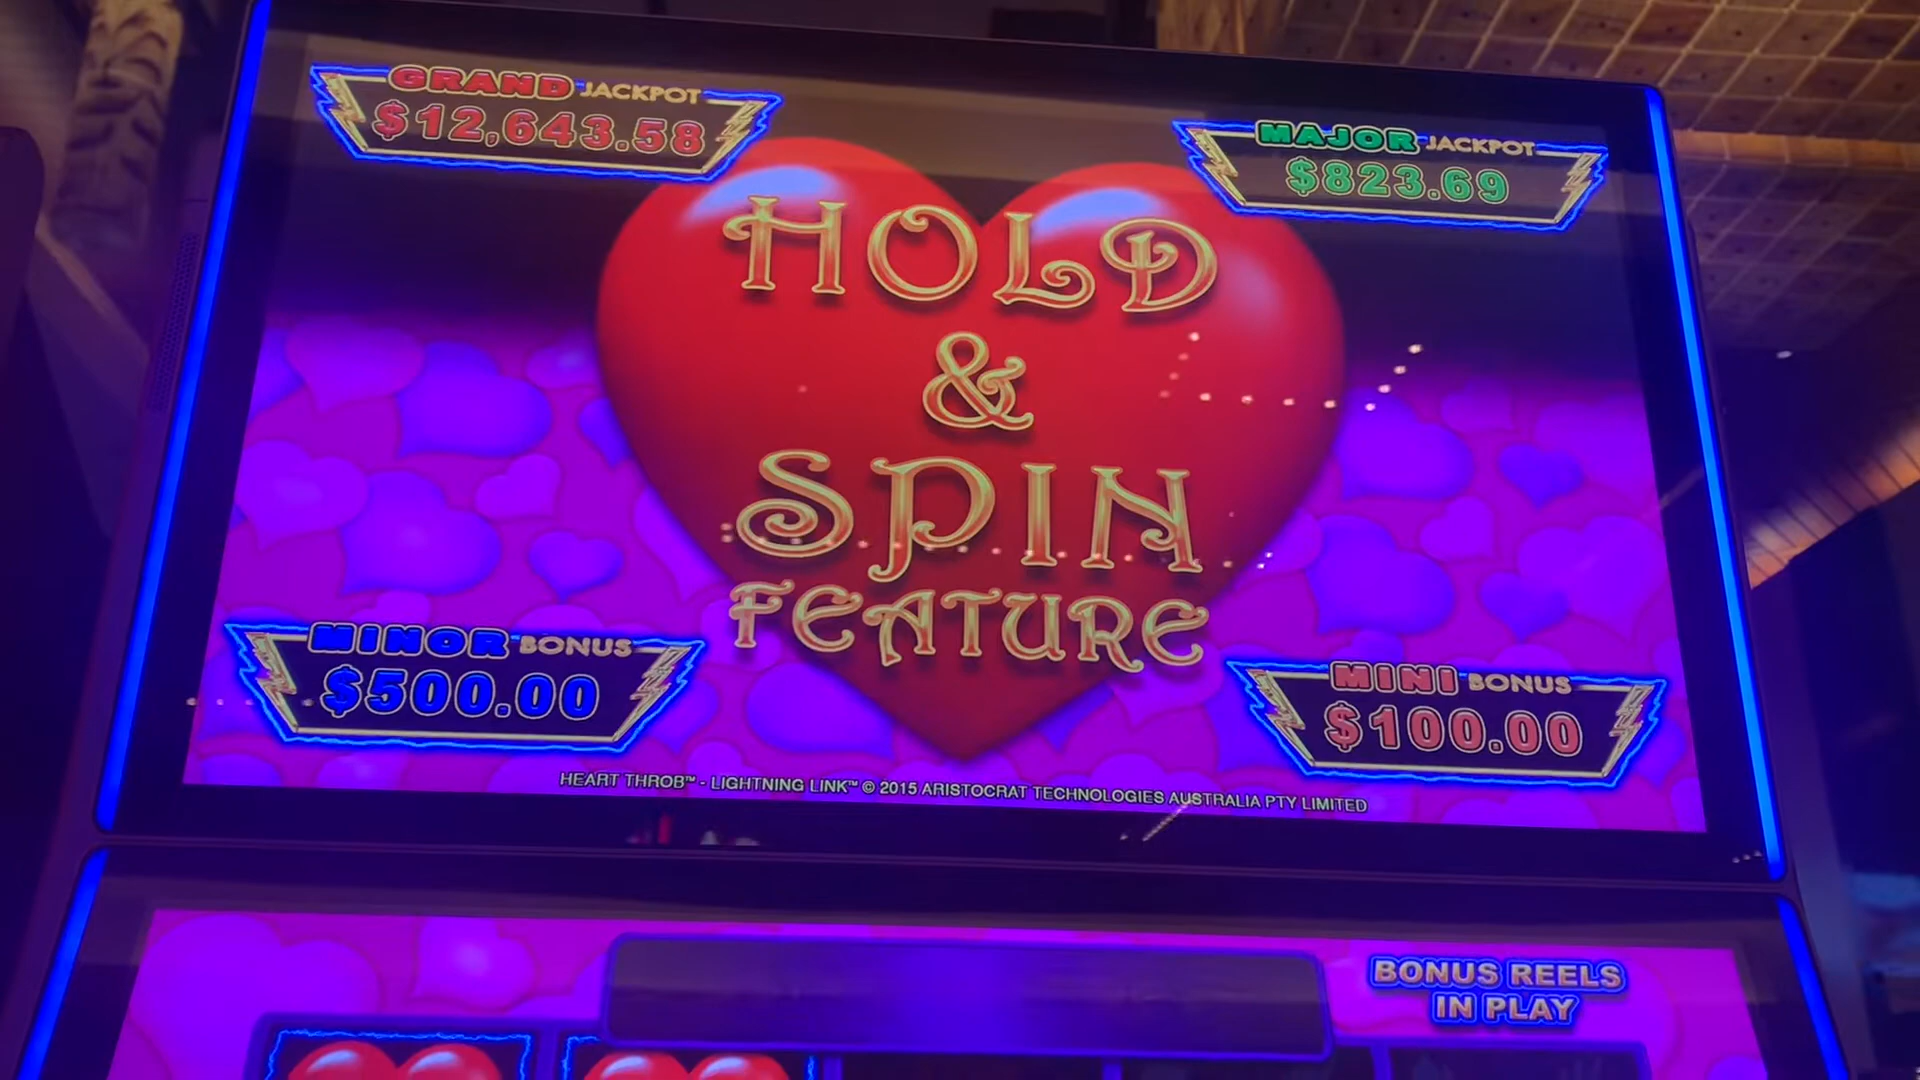 GRAND JACKPOT
$12,643.58
MAJOR JACKPOT
$823.69
HOLD
&
SPIN
FEATURE
MINOR BONUS
$500.00
MINI BONUS
$100.00
HEART THROB™ - LIGHTNING LINK™ © 2015 ARISTOCRAT TECHNOLOGIES AUSTRALIA PTY LIMITED
BONUS REELS
IN PLAY